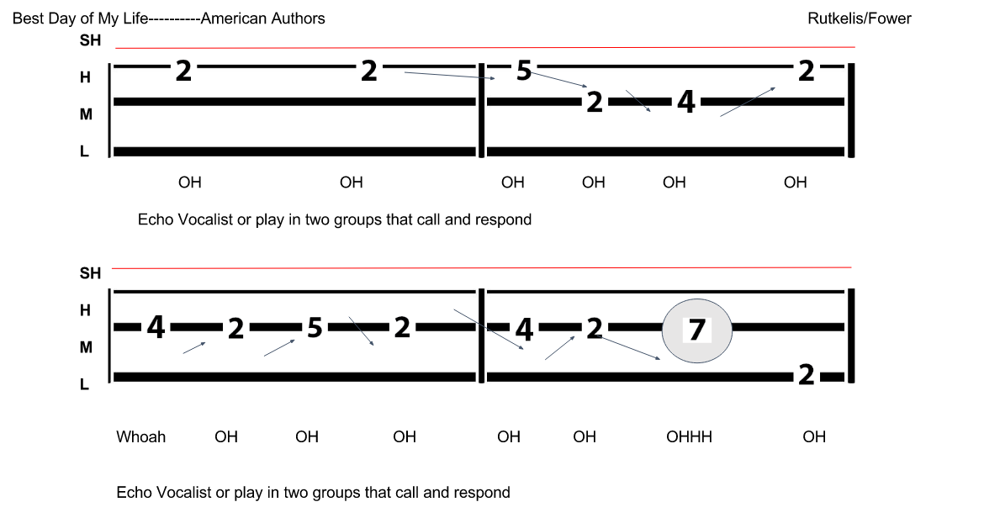 Best Day of My Life----------American Authors Rutkelis/Fower
SH
H 2 2 5 2
M 2 4
L
OH OH OH OH OH OH
Echo Vocalist or play in two groups that call and respond
SH
H
M 4 2 5 2 4 2 7
L 2
Whoah OH OH OH OH OH OHHH OH
Echo Vocalist or play in two groups that call and respond